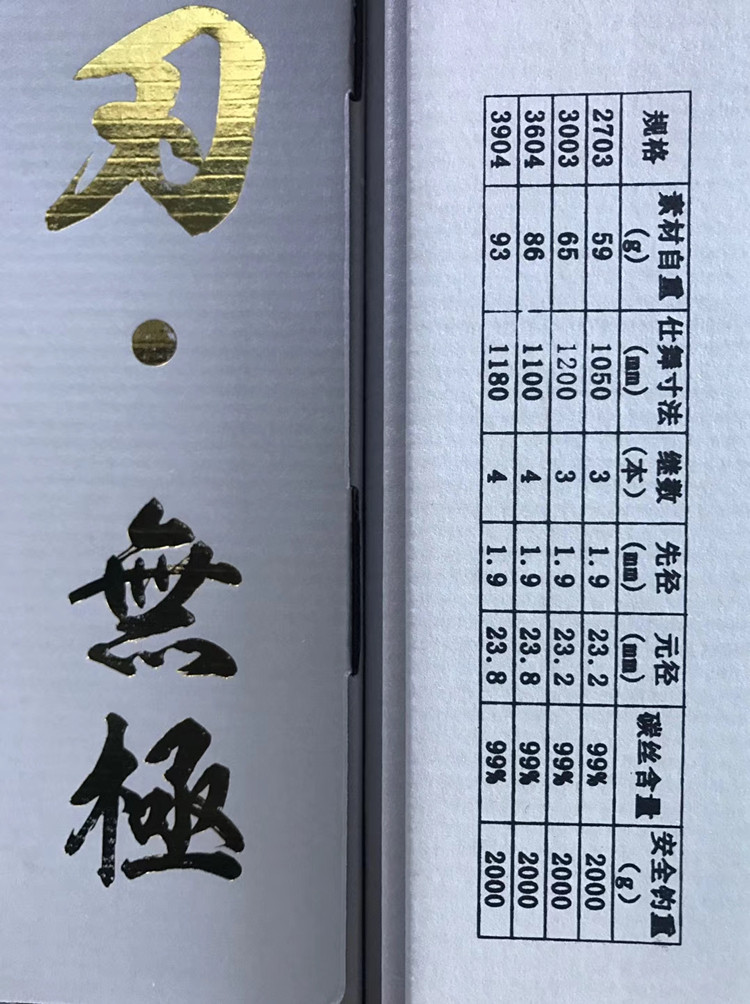 刃·無極
规格 素材自重(g) 仕舞寸法(mm) 继数(本) 先径(mm) 元径(mm) 碳丝含量 安全钓重(g)
2703 59 1050 3 1.9 23.2 99% 2000
3003 65 1200 3 1.9 23.2 99% 2000
3604 86 1100 4 1.9 23.8 99% 2000
3904 93 1180 4 1.9 23.8 99% 2000